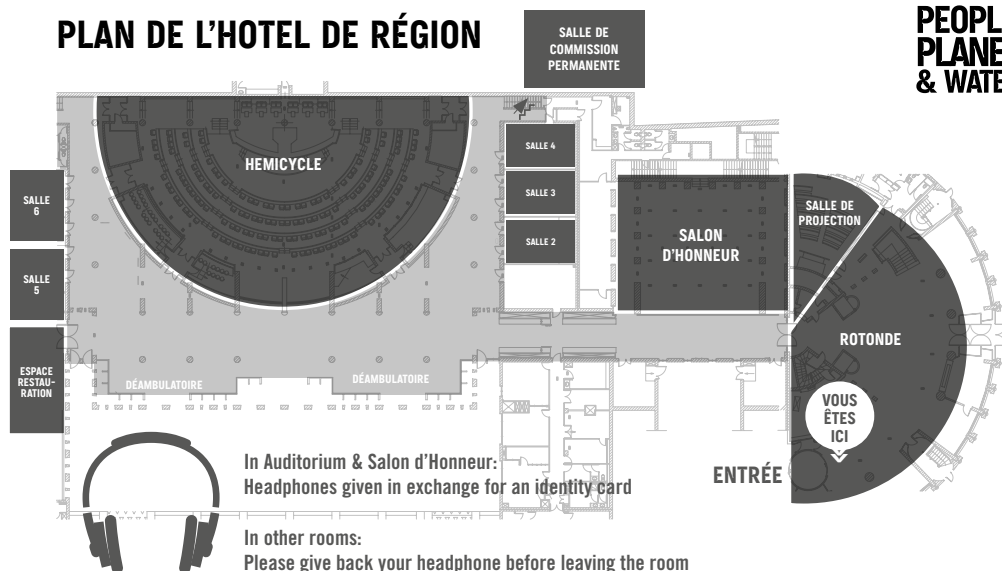 PLAN DE L'HOTEL DE RÉGION
SALLE DE
COMMISSION
PERMANENTE
PEOPL
PLANE
& WATE
HEMICYCLE
SALLE 4
SALLE 3
SALLE 2
SALLE
6
SALLE
5
ESPACE
RESTAU-
RATION
SALON
D'HONNEUR
SALLE DE
PROJECTION
ROTONDE
VOUS
ÊTES
ICI
ENTRÉE
DÉAMBULATOIRE
DÉAMBULATOIRE
In Auditorium & Salon d'Honneur:
Headphones given in exchange for an identity card
In other rooms:
Please give back your headphone before leaving the room